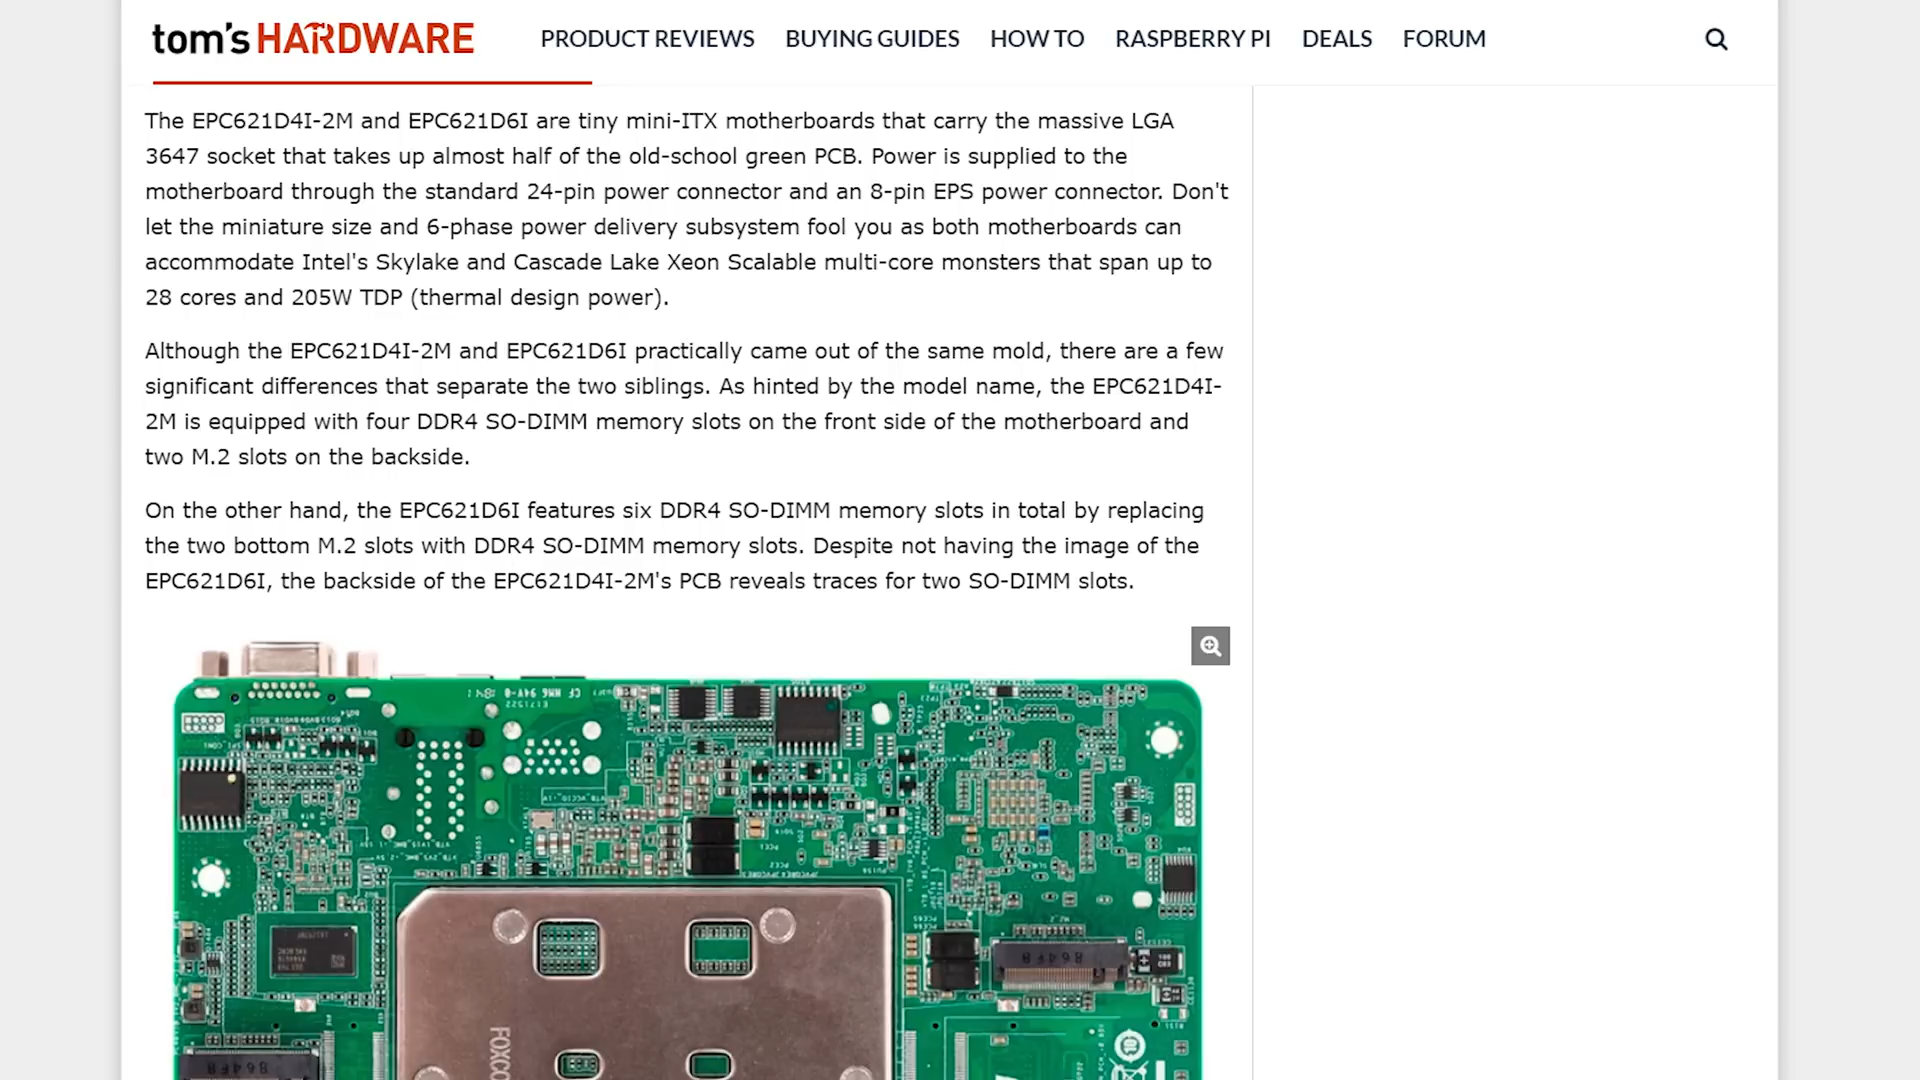 tom's HARDWARE
PRODUCT REVIEWS BUYING GUIDES HOW TO RASPBERRY PI DEALS FORUM
The EPC621D4I-2M and EPC621D6I are tiny mini-ITX motherboards that carry the massive LGA
3647 socket that takes up almost half of the old-school green PCB. Power is supplied to the
motherboard through the standard 24-pin power connector and an 8-pin EPS power connector. Don't
let the miniature size and 6-phase power delivery subsystem fool you as both motherboards can
accommodate Intel's Skylake and Cascade Lake Xeon Scalable multi-core monsters that span up to
28 cores and 205W TDP (thermal design power).
Although the EPC621D4I-2M and EPC621D6I practically came out of the same mold, there are a few
significant differences that separate the two siblings. As hinted by the model name, the EPC621D4I-
2M is equipped with four DDR4 SO-DIMM memory slots on the front side of the motherboard and
two M.2 slots on the backside.
On the other hand, the EPC621D6I features six DDR4 SO-DIMM memory slots in total by replacing
the two bottom M.2 slots with DDR4 SO-DIMM memory slots. Despite not having the image of the
EPC621D6I, the backside of the EPC621D4I-2M's PCB reveals traces for two SO-DIMM slots.
CF HM6 94V-0
E171522
864F8
FOXCO
864F8